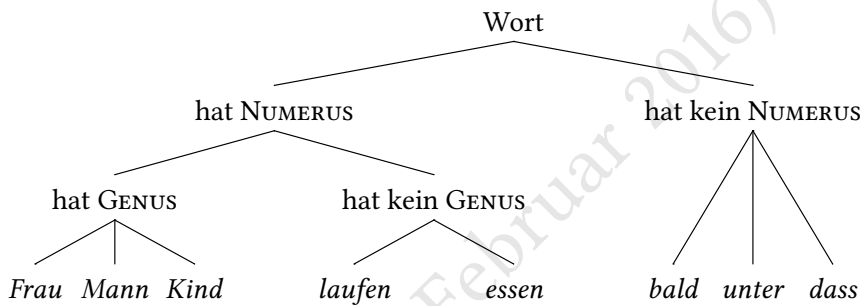 Wort
hat NUMERUS hat kein NUMERUS
hat GENUS hat kein GENUS
Frau Mann Kind laufen essen bald unter dass
Februar 2016)